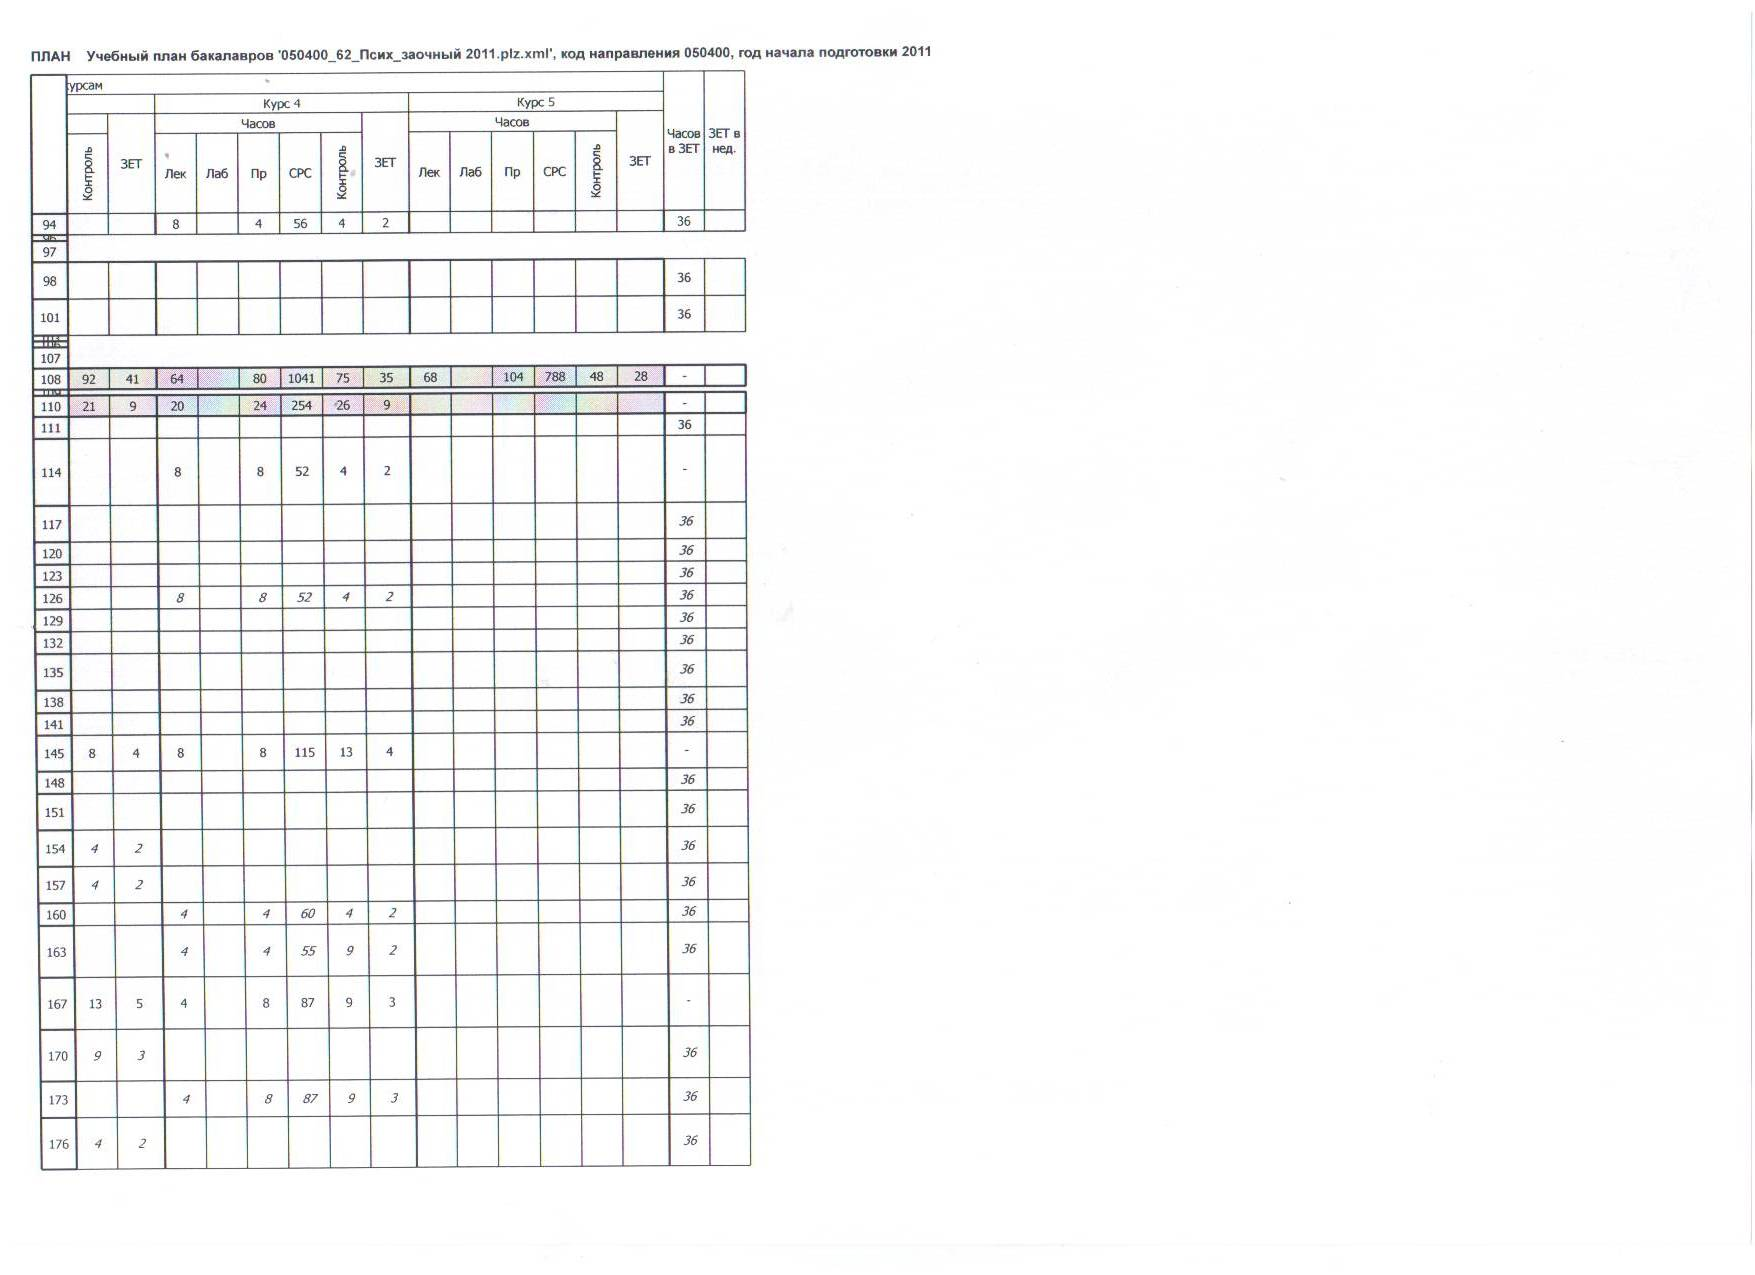 ПЛАН Учебный план бакалавров '050400_62_Псих_заочный 2011.plz.xml', код направления 050400, год начала подготовки 2011
урсам
Курс 4 Курс 5
Часов Часов
Контроль ЗЕТ Лек Лаб Пр СРС Контроль ЗЕТ Лек Лаб Пр СРС Контроль ЗЕТ Часов в ЗЕТ ЗЕТ в нед.
94 8 4 56 4 2 36
97
98 36
101 36
107
108 92 41 64 80 1041 75 35 68 104 788 48 28 -
110 21 9 20 24 254 26 9 -
111 36
114 8 8 52 4 2 -
117 36
120 36
123 36
126 8 8 52 4 2 36
129 36
132 36
135 36
138 36
141 36
145 8 4 8 8 115 13 4 -
148 36
151 36
154 4 2 36
157 4 2 36
160 4 4 60 4 2 36
163 4 4 55 9 2 36
167 13 5 4 8 87 9 3 -
170 9 3 36
173 4 8 87 9 3 36
176 4 2 36